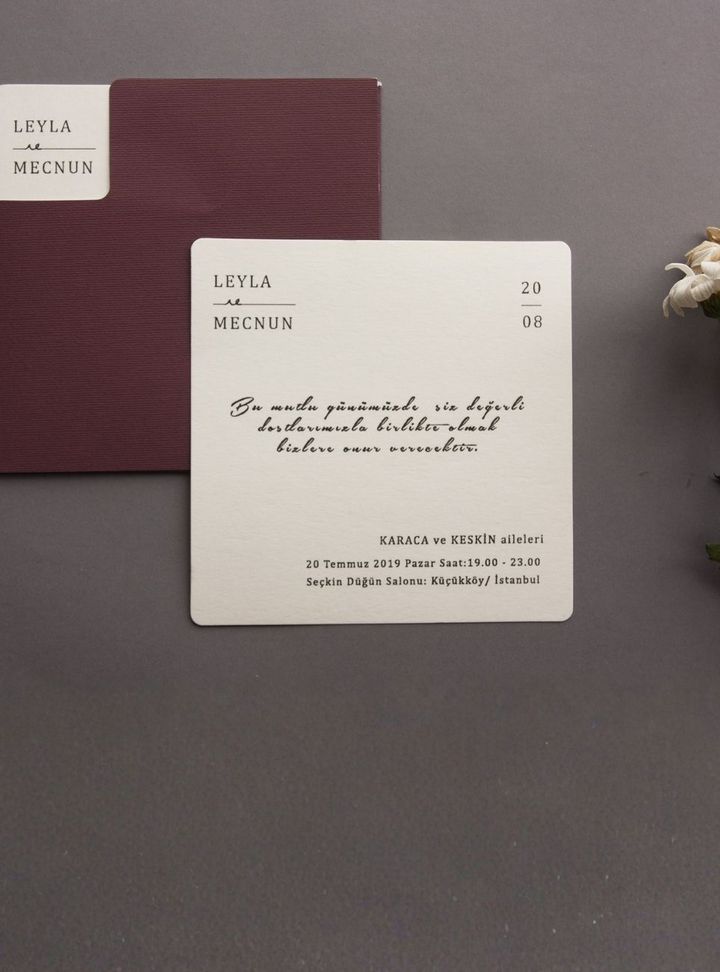 LEYLA
ve
MECNUN
LEYLA
ve
MECNUN
20
08
Bu mutlu günümüzde siz değerli
dostlarımızla birlikte olmak
bizlere onur verecektir.
KARACA ve KESKİN aileleri
20 Temmuz 2019 Pazar Saat:19.00 - 23.00
Seçkin Düğün Salonu: Küçükköy/ İstanbul